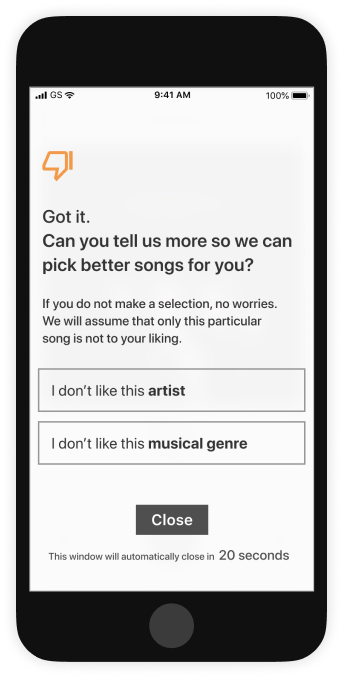 GS 9:41 AM 100%
Got it.
Can you tell us more so we can
pick better songs for you?
If you do not make a selection, no worries.
We will assume that only this particular
song is not to your liking.
I don’t like this artist
I don’t like this musical genre
Close
This window will automatically close in 20 seconds